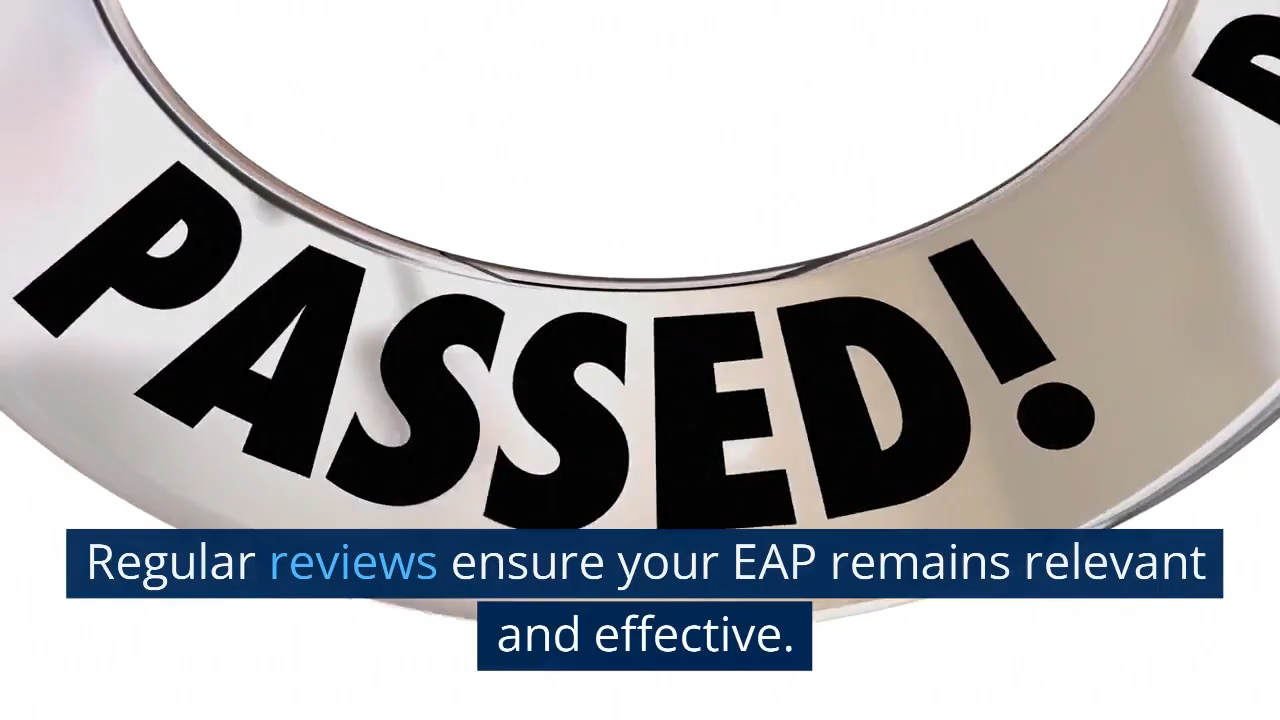 PASSED!
Regular reviews ensure your EAP remains relevant
and effective.